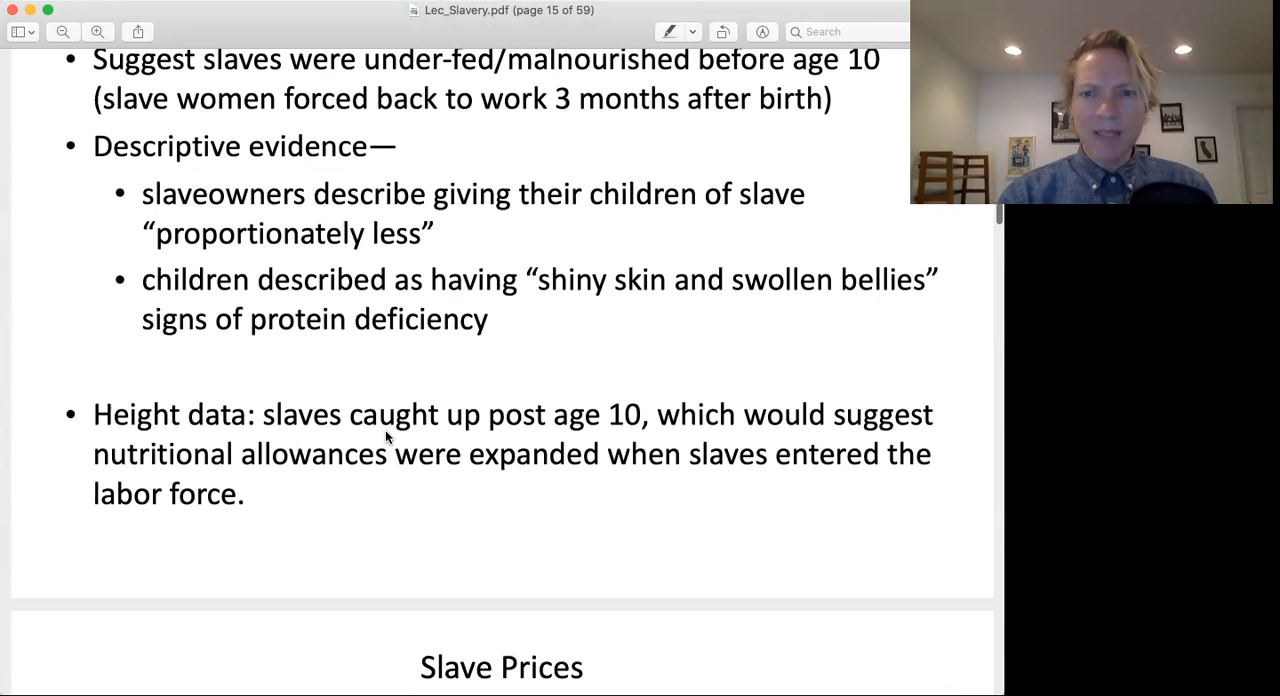 Lec_Slavery.pdf (page 15 of 59)
Search
• Suggest slaves were under-fed/malnourished before age 10
(slave women forced back to work 3 months after birth)
• Descriptive evidence—
• slaveowners describe giving their children of slave
“proportionately less”
• children described as having “shiny skin and swollen bellies”
signs of protein deficiency
• Height data: slaves caught up post age 10, which would suggest
nutritional allowances were expanded when slaves entered the
labor force.
Slave Prices